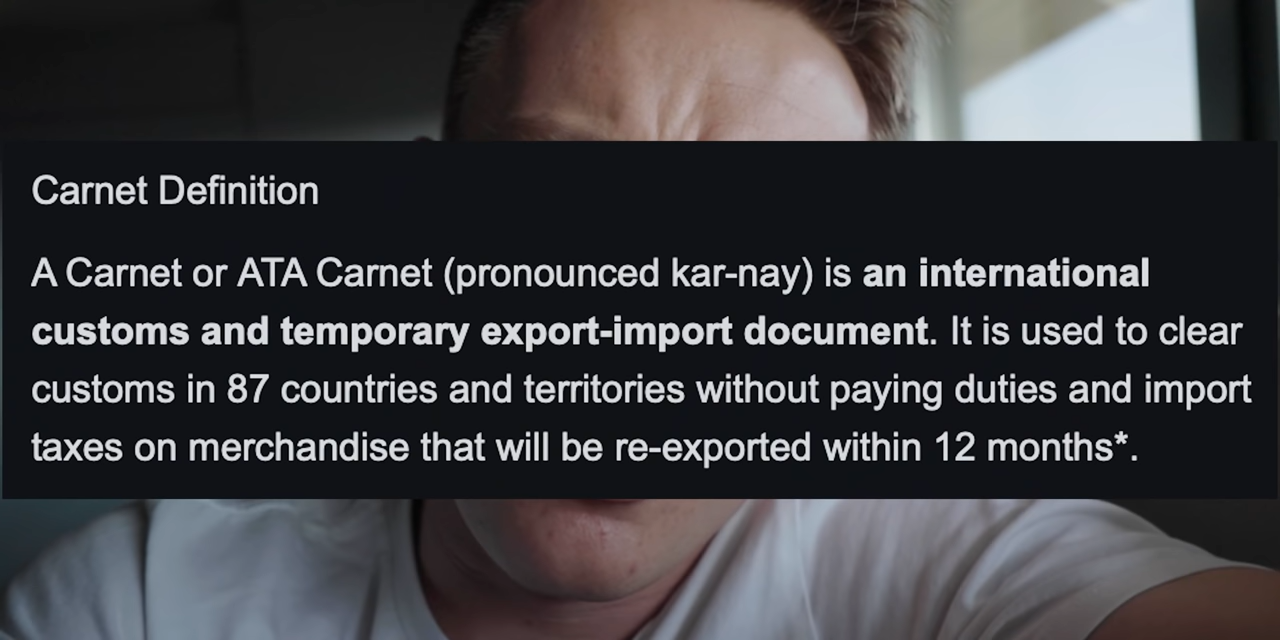 Carnet Definition
A Carnet or ATA Carnet (pronounced kar-nay) is an international
customs and temporary export-import document. It is used to clear
customs in 87 countries and territories without paying duties and import
taxes on merchandise that will be re-exported within 12 months*.